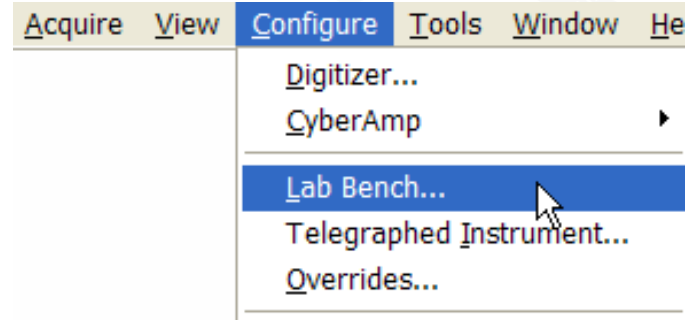 Acquire View Configure Tools Window He
Digitizer...
CyberAmp
Lab Bench...
Telegraphed Instrument...
Overrides...